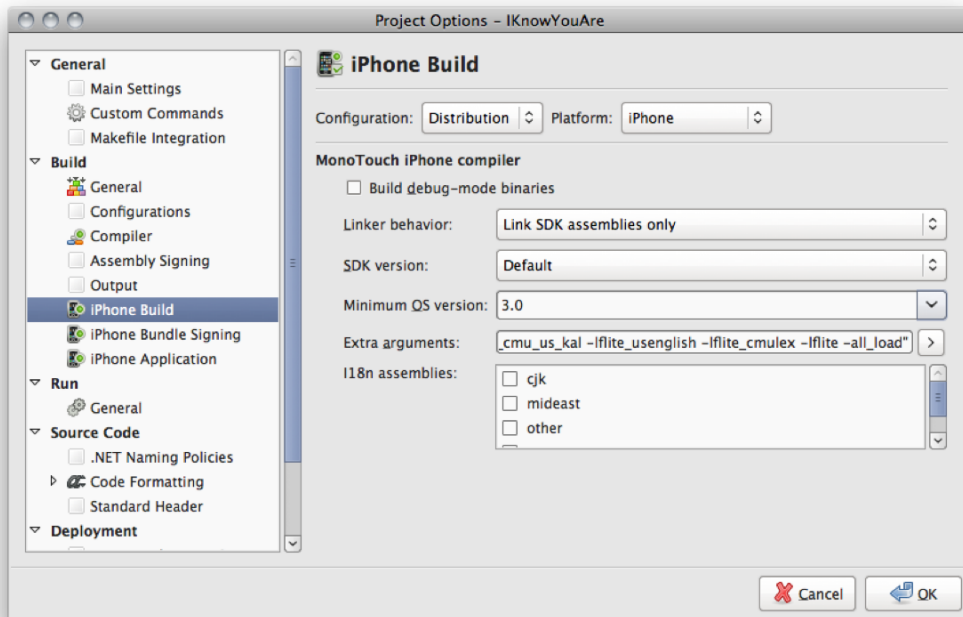 Project Options – IKnowYouAre
General
Main Settings
Custom Commands
Makefile Integration
Build
General
Configurations
Compiler
Assembly Signing
Output
iPhone Build
iPhone Bundle Signing
iPhone Application
Run
General
Source Code
.NET Naming Policies
Code Formatting
Standard Header
Deployment
iPhone Build
Configuration: Distribution Platform: iPhone
MonoTouch iPhone compiler
Build debug-mode binaries
Linker behavior: Link SDK assemblies only
SDK version: Default
Minimum OS version: 3.0
Extra arguments: _cmu_us_kal -lflite_usenglish -lflite_cmulex -lflite -all_load" >
I18n assemblies: cjk
mideast
other
Cancel OK